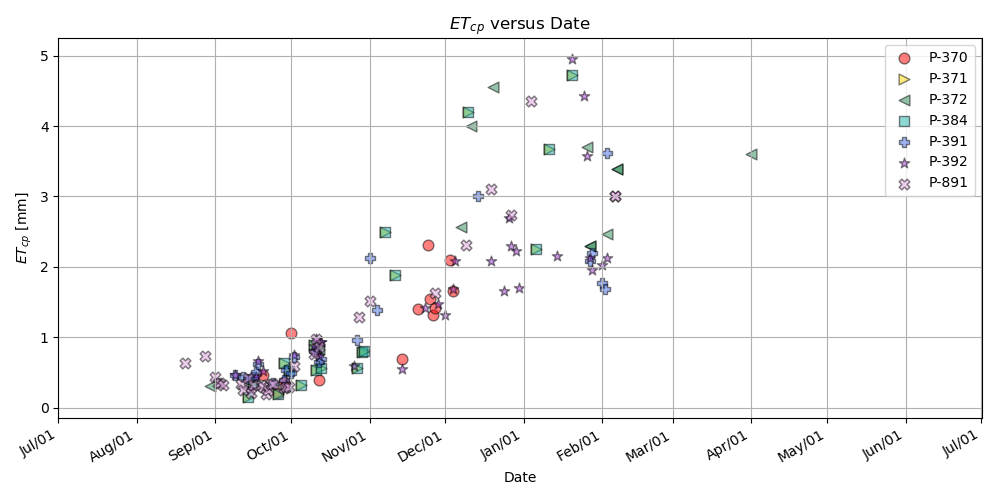 ET_cp versus Date
ET_cp [mm]
5
4
3
2
1
0
P-370
P-371
P-372
P-384
P-391
P-392
P-891
Jul/01 Aug/01 Sep/01 Oct/01 Nov/01 Dec/01 Jan/01 Feb/01 Mar/01 Apr/01 May/01 Jun/01 Jul/01
Date